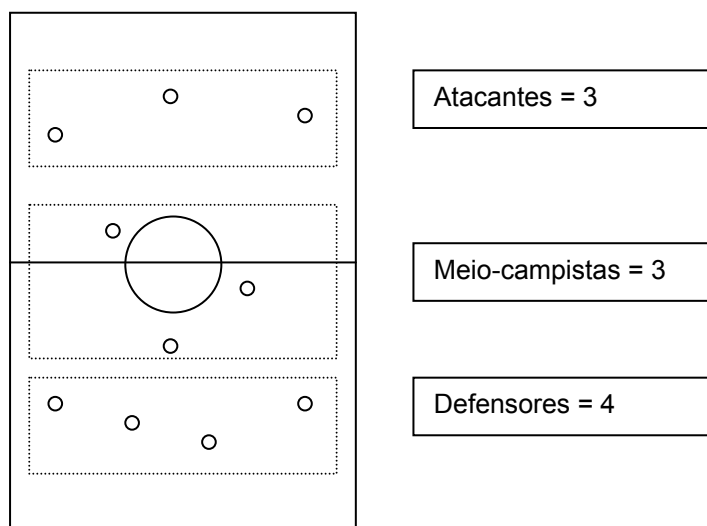 Atacantes = 3
Meio-campistas = 3
Defensores = 4